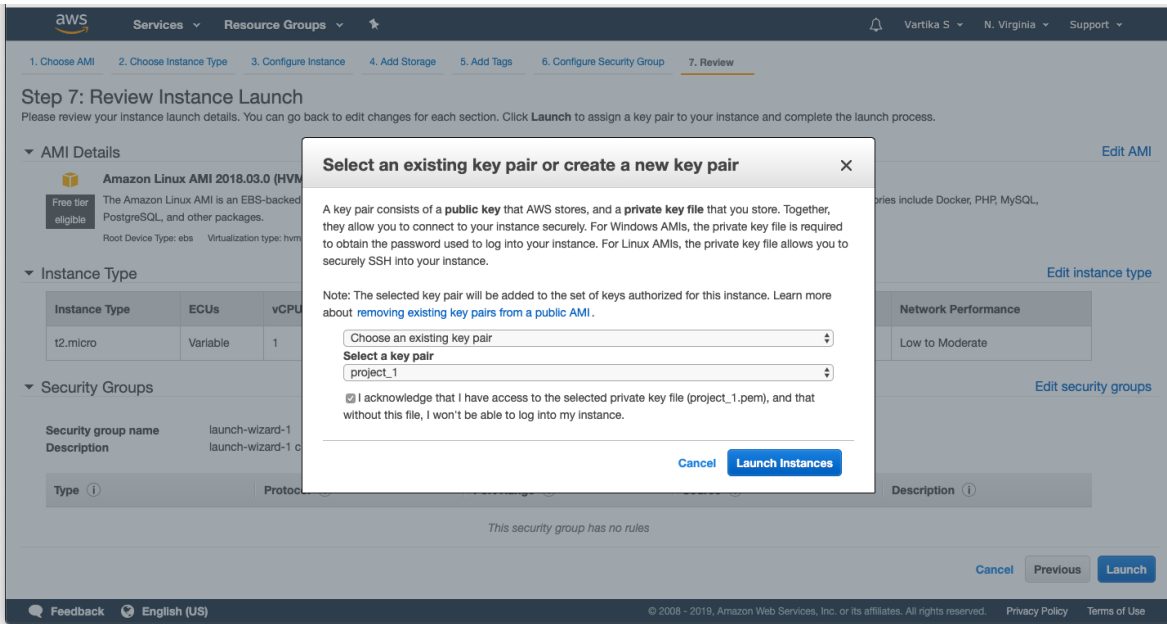 aws Services Resource Groups Vartika S N. Virginia Support
1. Choose AMI 2. Choose Instance Type 3. Configure Instance 4. Add Storage 5. Add Tags 6. Configure Security Group 7. Review
Step 7: Review Instance Launch
Please review your instance launch details. You can go back to edit changes for each section. Click Launch to assign a key pair to your instance and complete the launch process.
AMI Details Edit AMI
Amazon Linux AMI 2018.03.0 (HVM
Free tier
eligible
The Amazon Linux AMI is an EBS-backed ories include Docker, PHP, MySQL,
PostgreSQL, and other packages.
Root Device Type: ebs Virtualization type: hvm
Select an existing key pair or create a new key pair
A key pair consists of a public key that AWS stores, and a private key file that you store. Together,
they allow you to connect to your instance securely. For Windows AMIs, the private key file is required
to obtain the password used to log into your instance. For Linux AMIs, the private key file allows you to
securely SSH into your instance.
Note: The selected key pair will be added to the set of keys authorized for this instance. Learn more
about removing existing key pairs from a public AMI .
Choose an existing key pair
Select a key pair
project_1
I acknowledge that I have access to the selected private key file (project_1.pem), and that
without this file, I won't be able to log into my instance.
Cancel Launch Instances
Instance Type Edit instance type
Instance Type ECUs vCPU Network Performance
t2.micro Variable 1 Low to Moderate
Security Groups Edit security groups
Security group name launch-wizard-1
Description launch-wizard-1 c
Type Protoco Description
This security group has no rules
Cancel Previous Launch
Feedback English (US) © 2008 - 2019, Amazon Web Services, Inc. or its affiliates. All rights reserved. Privacy Policy Terms of Use